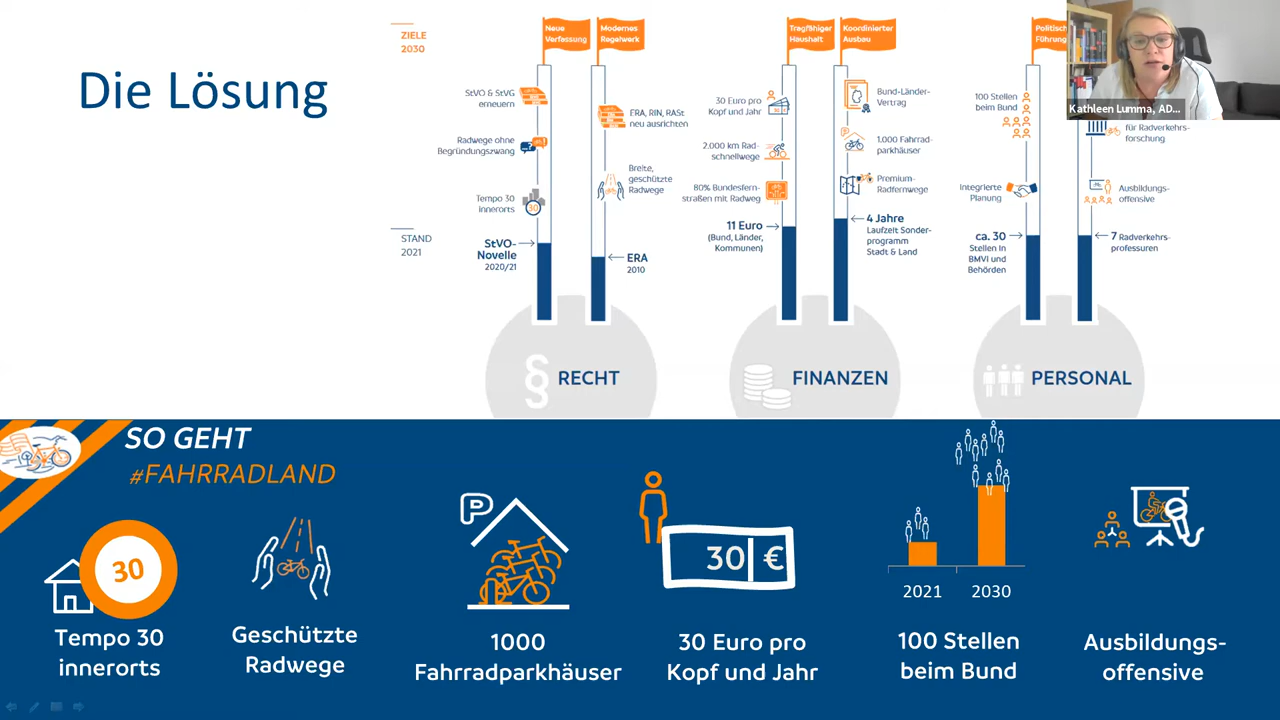 Die Lösung
ZIELE
2030
STAND
2021
Neue
Verfassung
Modernes
Regelwerk
StVO & StVG
erneuern
Radwege ohne
Begründungszwang
Tempo 30
innerorts
30
StVO-
Novelle
2020/21
ERA, RIN, RASt
neu ausrichten
Breite,
geschützte
Radwege
ERA
2010
§ RECHT
Tragfähiger
Haushalt
Koordinierter
Ausbau
30 Euro pro
Kopf und Jahr
2.000 km Rad-
schnellwege
80% Bundesfern-
straßen mit Radweg
11 Euro
(Bund, Länder,
Kommunen)
Bund-Länder-
Vertrag
P
1.000 Fahrrad-
parkhäuser
Premium-
Radfernwege
4 Jahre
Laufzeit Sonder-
programm
Stadt & Land
FINANZEN
Politisch
Führung
100 Stellen
beim Bund
Integrierte
Planung
ca. 30
Stellen in
BMVI und
Behörden
für Radverkehrs-
forschung
Ausbildungs-
offensive
7 Radverkehrs-
professuren
PERSONAL
Kathleen Lumma, AD...
SO GEHT
#FAHRRADLAND
30
Tempo 30
innerorts
Geschützte
Radwege
P
1000
Fahrradparkhäuser
30 €
30 Euro pro
Kopf und Jahr
2021 2030
100 Stellen
beim Bund
Ausbildungs-
offensive